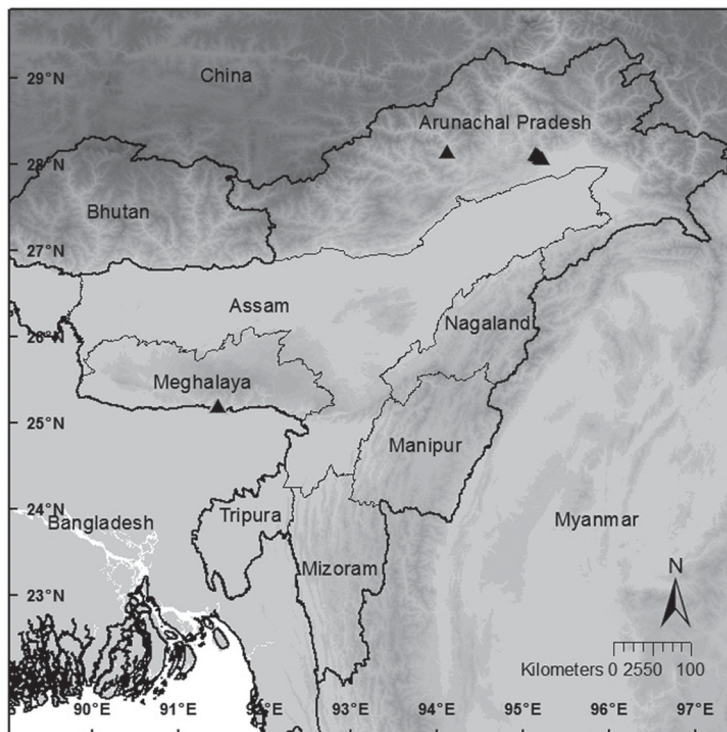 29°N
China
Arunachal Pradesh
28°N
Bhutan
27°N
Assam
Nagaland
26°N
Meghalaya
25°N
Manipur
24°N
Bangladesh
Tripura
Myanmar
Mizoram
N
23°N
Kilometers 0 2550 100
90°E 91°E 92°E 93°E 94°E 95°E 96°E 97°E